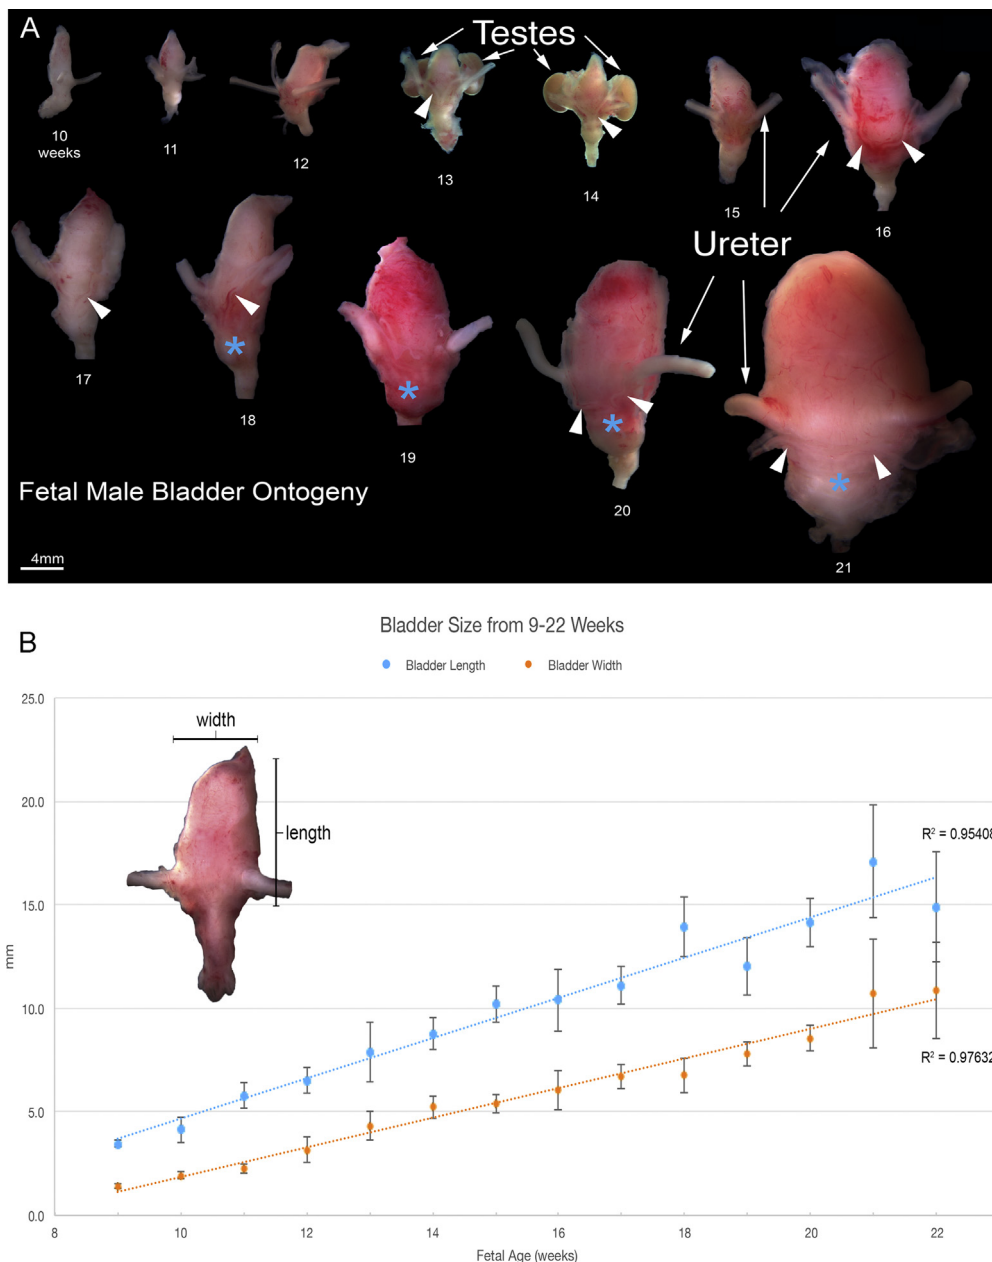 A
Testes
10
weeks
11
12
13
14
15
16
Ureter
17
18
*
19
*
20
*
21
*
Fetal Male Bladder Ontogeny
4mm
B
Bladder Size from 9-22 Weeks
Bladder Length
Bladder Width
25.0
20.0
15.0
10.0
5.0
0.0
mm
width
length
R² = 0.95408
R² = 0.97632
8
10
12
14
16
18
20
22
Fetal Age (weeks)